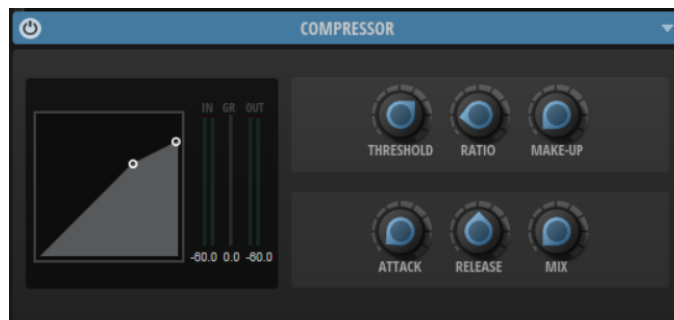 COMPRESSOR
IN GR OUT
-60.0 0.0 -60.0
THRESHOLD RATIO MAKE-UP
ATTACK RELEASE MIX